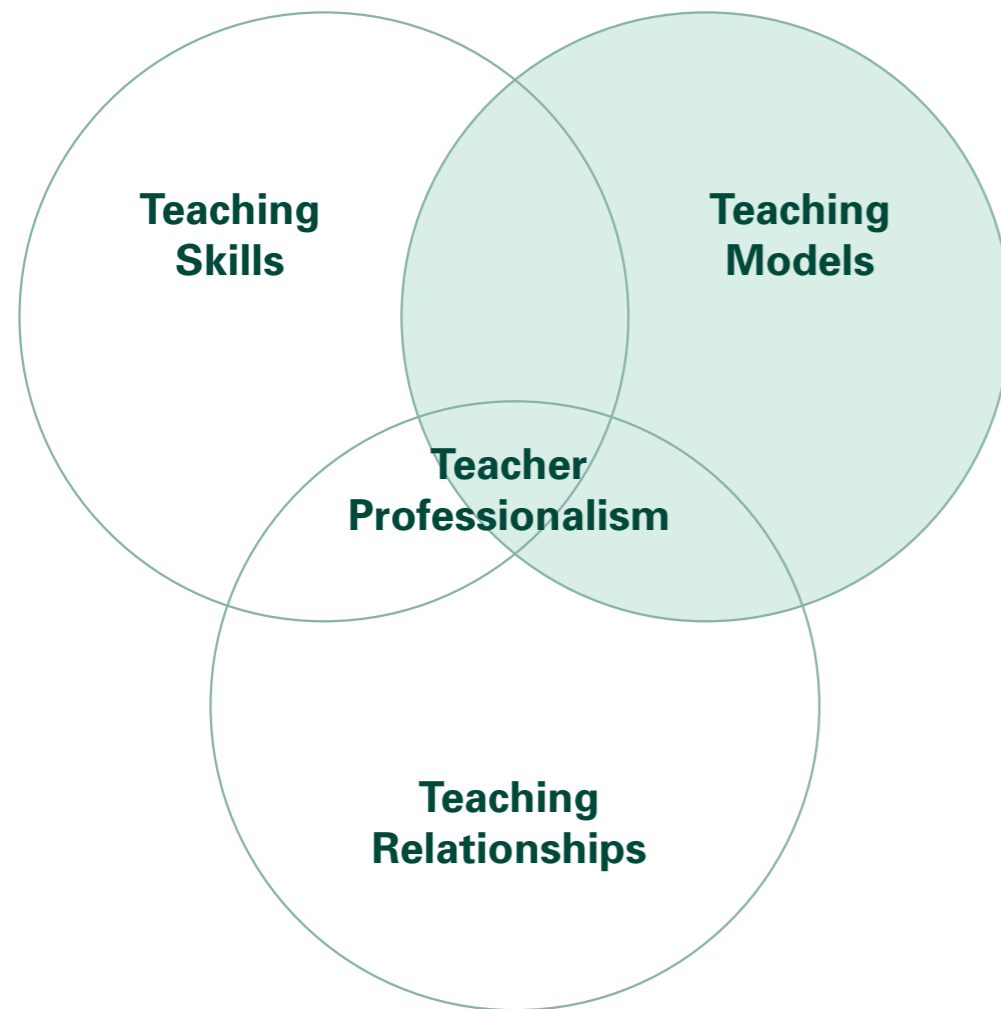 Teaching
Skills
Teaching
Models
Teacher
Professionalism
Teaching
Relationships